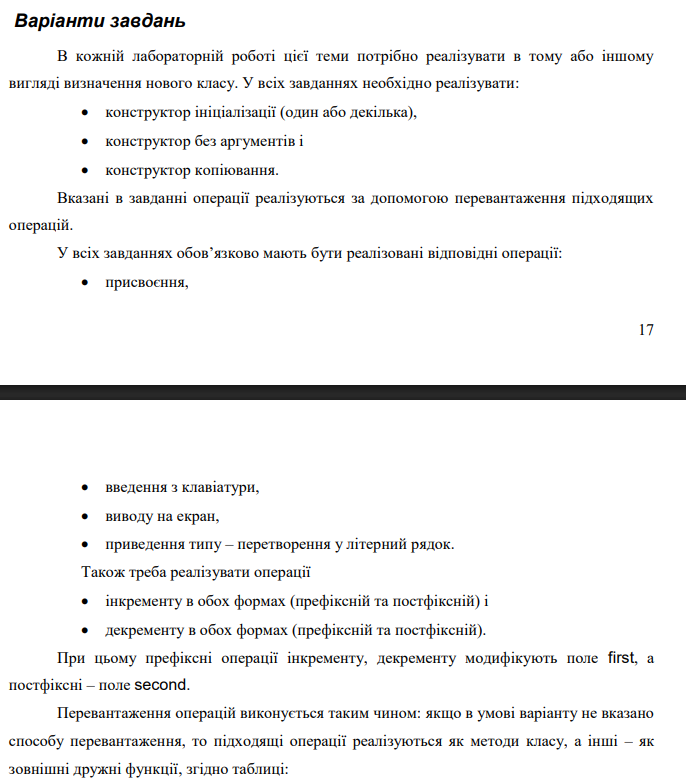 Варіанти завдань
В кожній лабораторній роботі цієї теми потрібно реалізувати в тому або іншому
вигляді визначення нового класу. У всіх завданнях необхідно реалізувати:
• конструктор ініціалізації (один або декілька),
• конструктор без аргументів і
• конструктор копіювання.
Вказані в завданні операції реалізуються за допомогою перевантаження підходящих
операцій.
У всіх завданнях обов’язково мають бути реалізовані відповідні операції:
• присвоєння,
17
• введення з клавіатури,
• виводу на екран,
• приведення типу – перетворення у літерний рядок.
Також треба реалізувати операції
• інкременту в обох формах (префіксній та постфіксній) і
• декременту в обох формах (префіксній та постфіксній).
При цьому префіксні операції інкременту, декременту модифікують поле first, а
постфіксні – поле second.
Перевантаження операцій виконується таким чином: якщо в умові варіанту не вказано
способу перевантаження, то підходящі операції реалізуються як методи класу, а інші – як
зовнішні дружні функції, згідно таблиці: